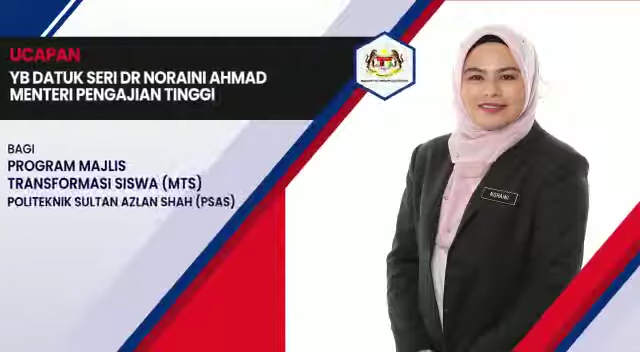 UCAPAN
YB DATUK SERI DR NORAINI AHMAD
MENTERI PENGAJIAN TINGGI
BAGI
PROGRAM MAJLIS
TRANSFORMASI SISWA (MTS)
POLITEKNIK SULTAN AZLAN SHAH (PSAS)
NORAINI